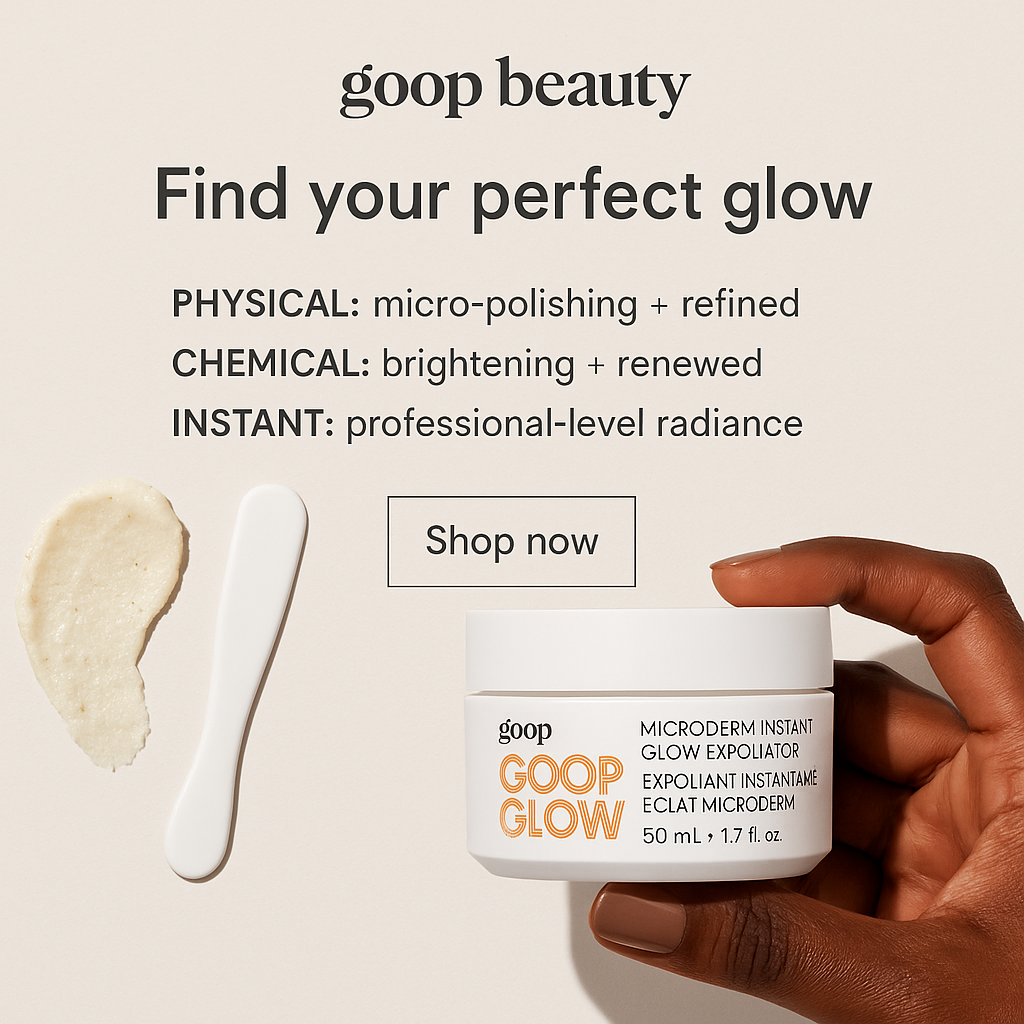 goop beauty
Find your perfect glow
PHYSICAL: micro-polishing + refined
CHEMICAL: brightening + renewed
INSTANT: professional-level radiance
Shop now
goop
GOOP
GLOW
MICRODERM INSTANT
GLOW EXPOLIATOR
EXPOLIANT INSTANTAMÉ
ECLAT MICRODERM
50 mL • 1.7 fl. oz.